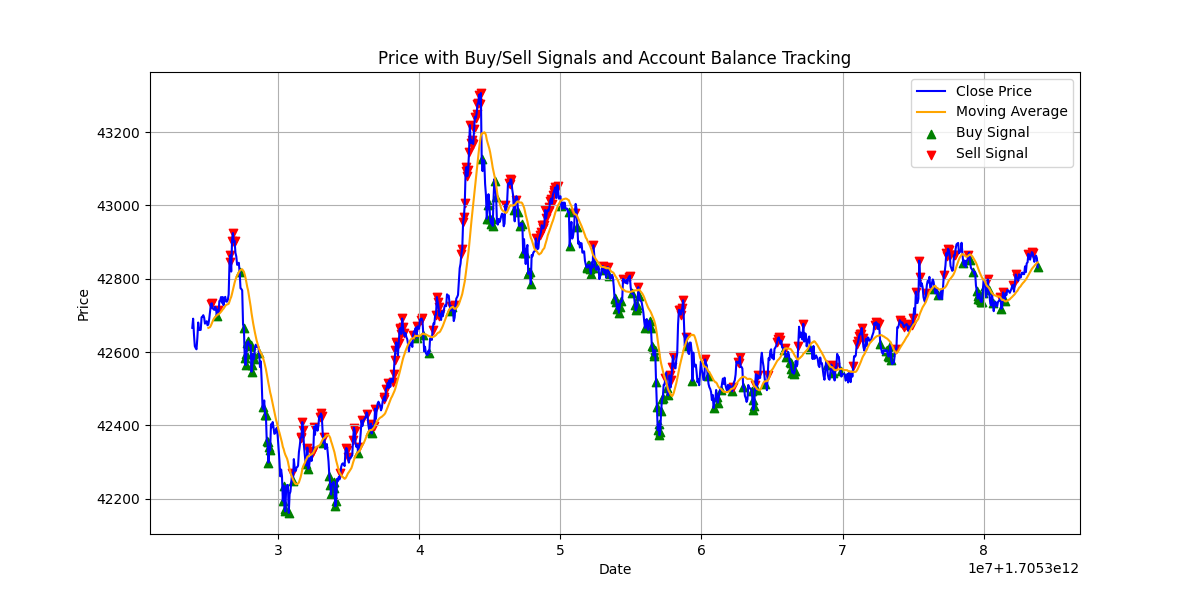 Price with Buy/Sell Signals and Account Balance Tracking
Close Price
Moving Average
Buy Signal
Sell Signal
43200
43000
42800
42600
42400
42200
Price
3 4 5 6 7 8
Date
1e7+1.7053e12